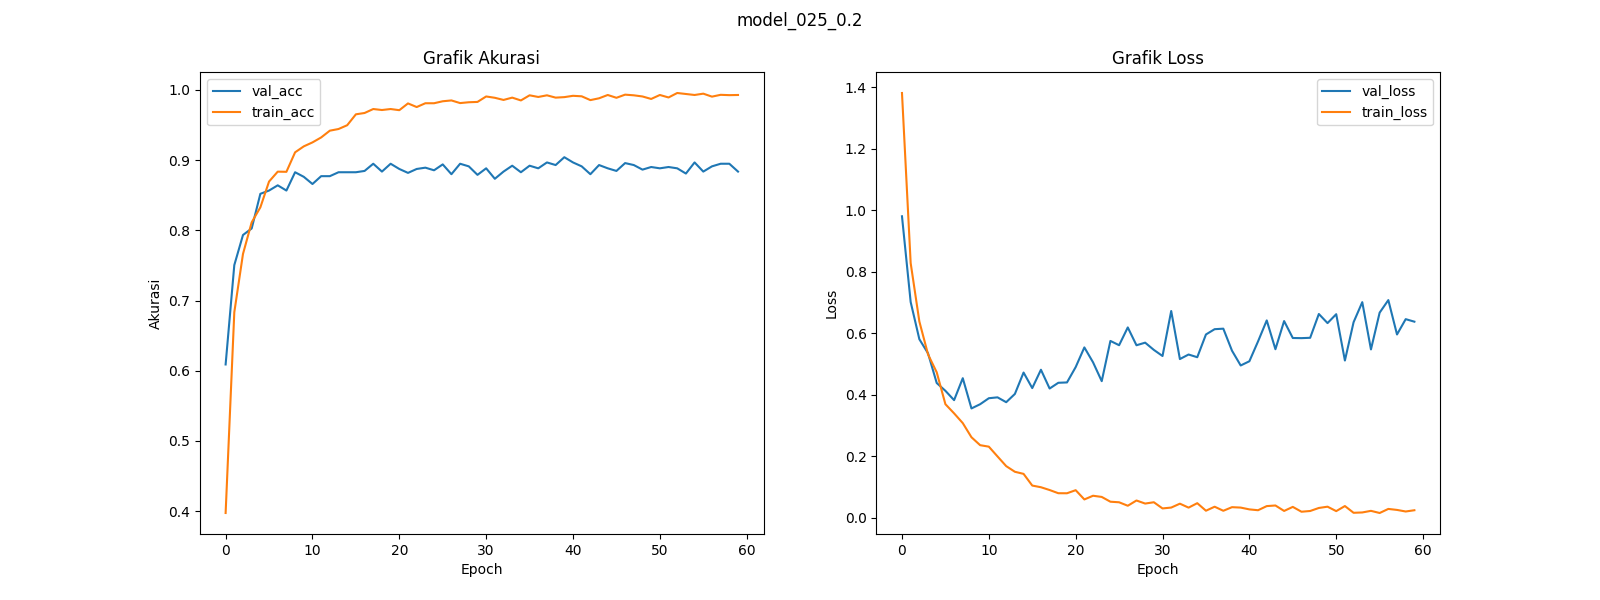 model_025_0.2
Grafik Akurasi
1.0
0.9
0.8
0.7
0.6
0.5
0.4
Akurasi
val_acc
train_acc
0 10 20 30 40 50 60
Epoch
Grafik Loss
1.4
1.2
1.0
0.8
0.6
0.4
0.2
0.0
Loss
val_loss
train_loss
0 10 20 30 40 50 60
Epoch